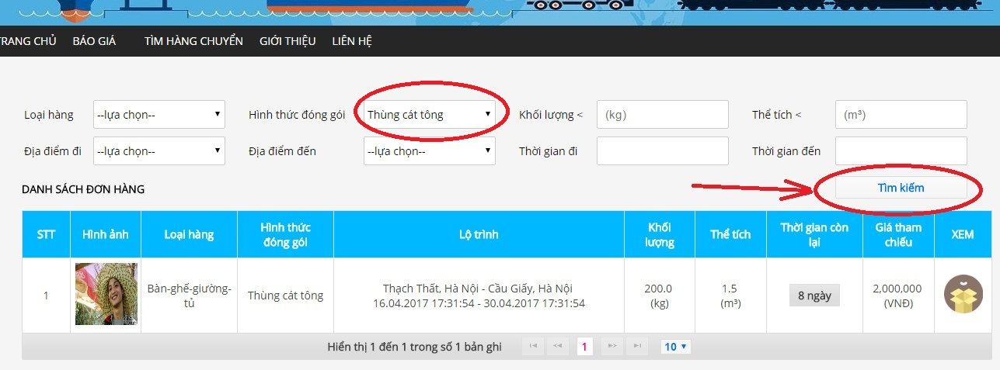 TRANG CHỦ BÁO GIÁ TÌM HÀNG CHUYỂN GIỚI THIỆU LIÊN HỆ
Loại hàng --lựa chọn-- Hình thức đóng gói Thùng cát tông Khối lượng < (kg) Thể tích < (m³)
Địa điểm đi --lựa chọn-- Địa điểm đến --lựa chọn-- Thời gian đi Thời gian đến
DANH SÁCH ĐƠN HÀNG Tìm kiếm
STT Hình ảnh Loại hàng Hình thức đóng gói Lộ trình Khối lượng Thể tích Thời gian còn lại Giá tham chiếu XEM
1 Bàn-ghế-giường-tủ Thùng cát tông Thạch Thất, Hà Nội - Cầu Giấy, Hà Nội 16.04.2017 17:31:54 - 30.04.2017 17:31:54 200.0 (kg) 1.5 (m³) 8 ngày 2,000,000 (VNĐ)
Hiển thị 1 đến 1 trong số 1 bản ghi 1 10